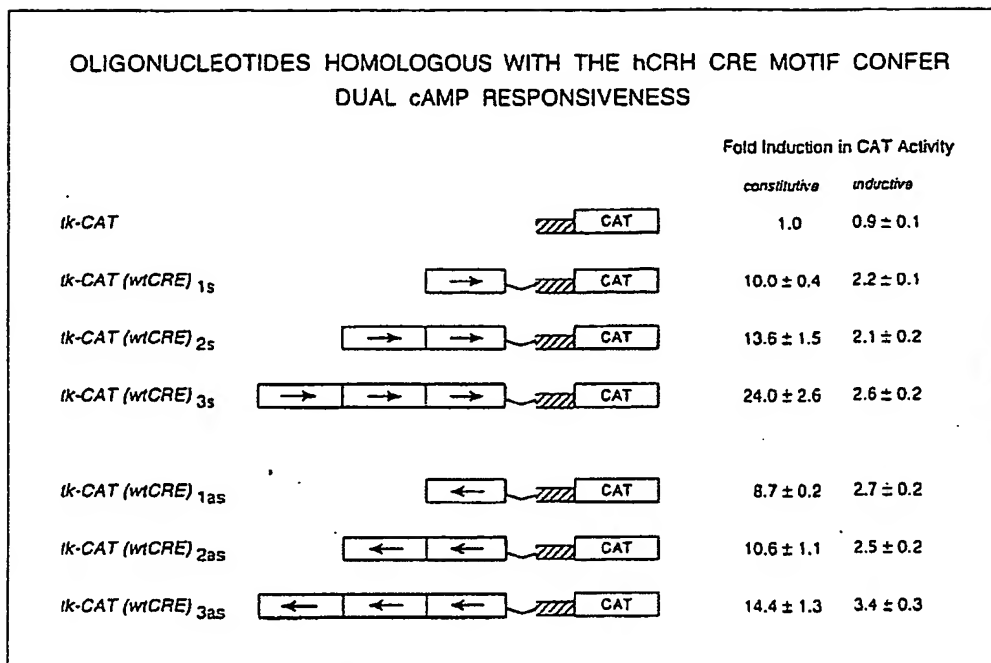 OLIGONUCLEOTIDES HOMOLOGOUS WITH THE hCRH CRE MOTIF CONFER
DUAL cAMP RESPONSIVENESS
Fold Induction in CAT Activity
constitutive inductive
tk-CAT CAT 1.0 0.9 ± 0.1
tk-CAT (wtCRE) 1s CAT 10.0 ± 0.4 2.2 ± 0.1
tk-CAT (wtCRE) 2s CAT 13.6 ± 1.5 2.1 ± 0.2
tk-CAT (wtCRE) 3s CAT 24.0 ± 2.6 2.6 ± 0.2
tk-CAT (wtCRE) 1as CAT 8.7 ± 0.2 2.7 ± 0.2
tk-CAT (wtCRE) 2as CAT 10.6 ± 1.1 2.5 ± 0.2
tk-CAT (wtCRE) 3as CAT 14.4 ± 1.3 3.4 ± 0.3